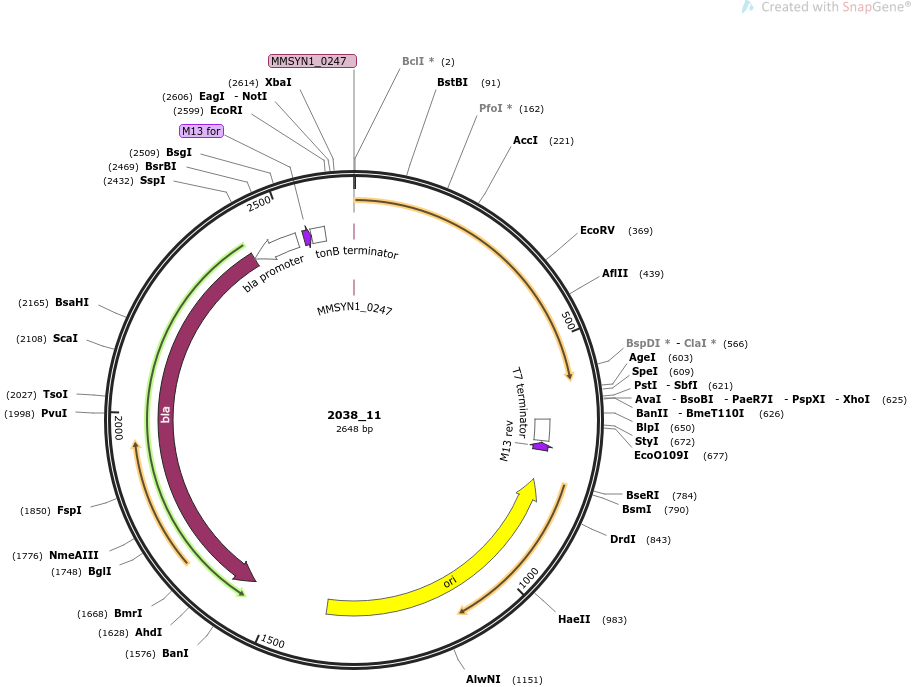 Created with SnapGene®
MMSYN1_0247
BclI * (2)
(2614) XbaI
BstBI (91)
(2606) EagI - NotI
PfoI * (162)
(2599) EcoRI
M13 for
AccI (221)
(2509) BsgI
(2469) BsrBI
(2432) SspI
2500
EcoRV (369)
tonB terminator
bla promoter
AflII (439)
(2165) BsaHI
MMSYN1_0247
500
(2108) ScaI
BspDI * - ClaI * (566)
AgeI (603)
SpeI (609)
PstI - SbfI (621)
(2027) TsoI
AvaI - BsoBI - PaeR7I - PspXI - XhoI (625)
T7 terminator
(1998) PvuI
2000
bla
2038_11
2648 bp
BanII - BmeT110I (626)
BlpI (650)
StyI (672)
M13 rev
EcoO109I (677)
BseRI (784)
(1850) FspI
BsmI (790)
DrdI (843)
(1776) NmeAIII
(1748) BglI
ori
1000
(1668) BmrI
HaeII (983)
(1628) AhdI
1500
(1576) BanI
AlwNI (1151)